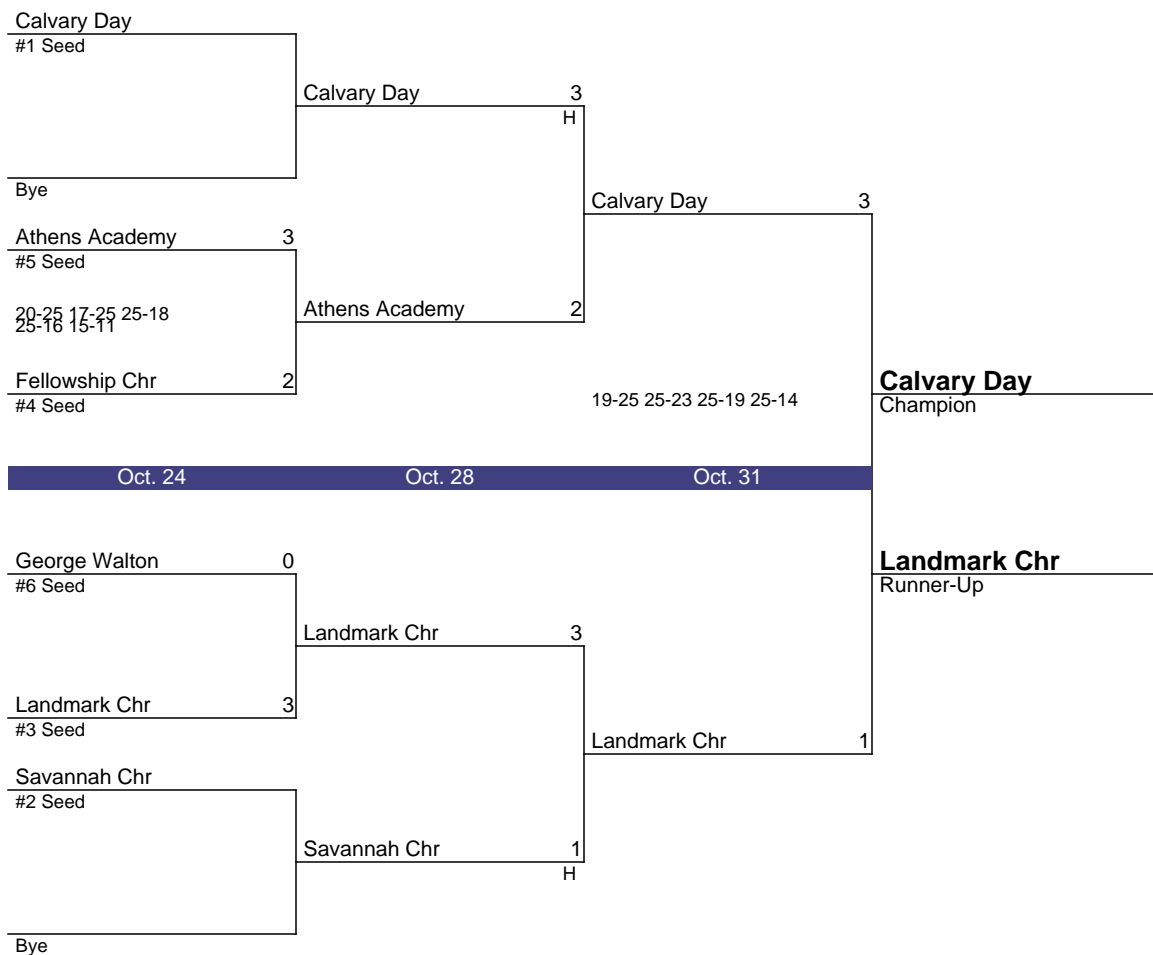 Calvary Day
#1 Seed
Calvary Day 3
H
Bye
Calvary Day 3
Athens Academy 3
#5 Seed
20-25 17-25 25-18
25-16 15-11
Athens Academy 2
Fellowship Chr 2
#4 Seed
19-25 25-23 25-19 25-14
Calvary Day
Champion
Oct. 24 Oct. 28 Oct. 31
George Walton 0
#6 Seed
Landmark Chr
Runner-Up
Landmark Chr 3
Landmark Chr 3
#3 Seed
Landmark Chr 1
Savannah Chr
#2 Seed
Savannah Chr 1
H
Bye